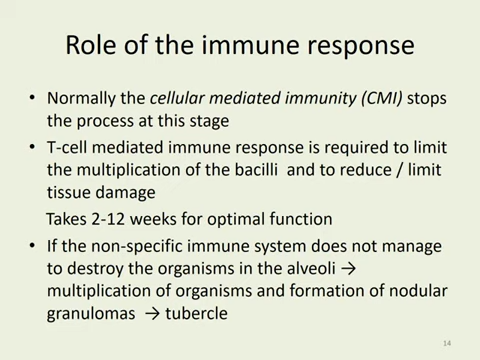 Role of the immune response
• Normally the cellular mediated immunity (CMI) stops
the process at this stage
• T-cell mediated immune response is required to limit
the multiplication of the bacilli and to reduce / limit
tissue damage
Takes 2-12 weeks for optimal function
• If the non-specific immune system does not manage
to destroy the organisms in the alveoli →
multiplication of organisms and formation of nodular
granulomas → tubercle
14